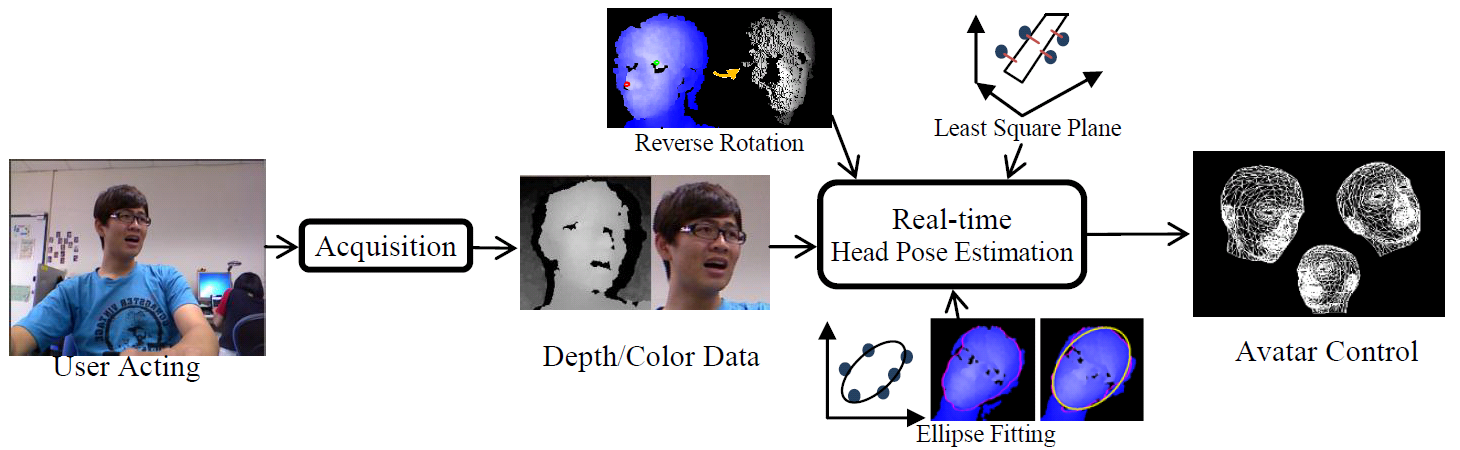 Reverse Rotation
Least Square Plane
Acquisition
Real-time
Head Pose Estimation
User Acting
Depth/Color Data
Avatar Control
Ellipse Fitting